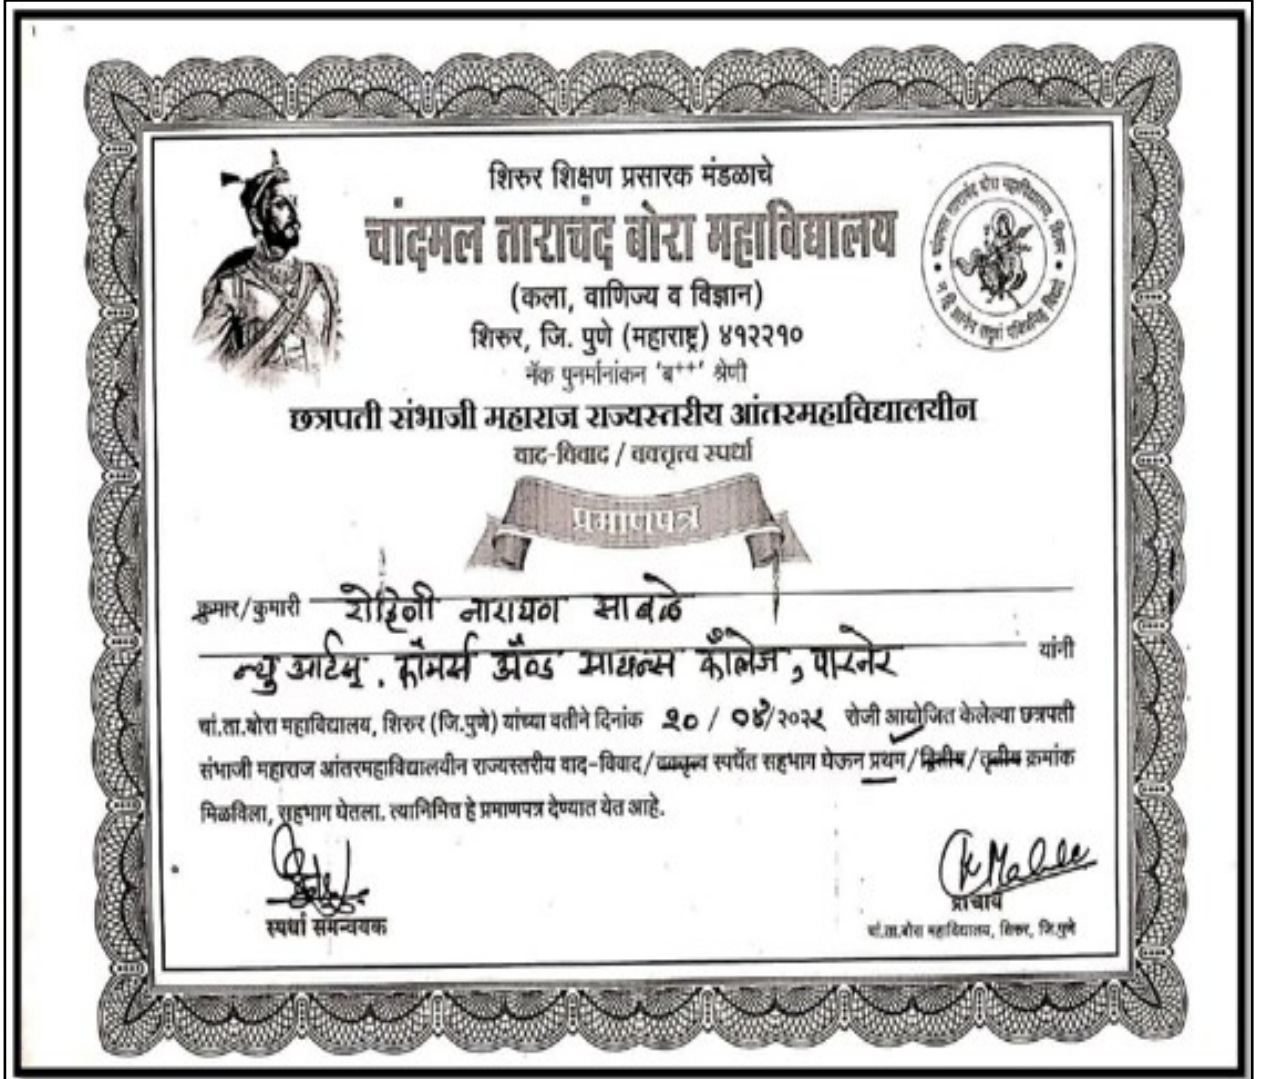 शिरुर शिक्षण प्रसारक मंडळाचे
चांदमल ताराचंद बोरा महाविद्यालय
(कला, वाणिज्य व विज्ञान)
शिरुर, जि. पुणे (महाराष्ट्र) ४१२२१०
नॅक पुनर्मानांकन 'ब++' श्रेणी
छत्रपती संभाजी महाराज राज्यस्तरीय आंतरमहाविद्यालयीन
वाद-विवाद / वक्तृत्व स्पर्धा
प्रमाणपत्र
कुमार/कुमारी रोहिणी नारायण साबळे
न्यु आर्टस्, कॉमर्स अँण्ड सायन्स कॉलेज, पारनेर यांनी
चां.ता.बोरा महाविद्यालय, शिरुर (जि.पुणे) यांच्या वतीने दिनांक २० / ०४/ रोजी आयोजित केलेल्या छत्रपती
संभाजी महाराज आंतरमहाविद्यालयीन राज्यस्तरीय वाद-विवाद/वक्तृत्व स्पर्धेत सहभाग घेऊन प्रथम/द्वितीय/तृतीय क्रमांक
मिळविला, सहभाग घेतला. त्यानिमित्त हे प्रमाणपत्र देण्यात येत आहे.
स्पर्धा समन्वयक
प्राचार्य
चां.ता.बोरा महाविद्यालय, शिरुर, जि.पुणे